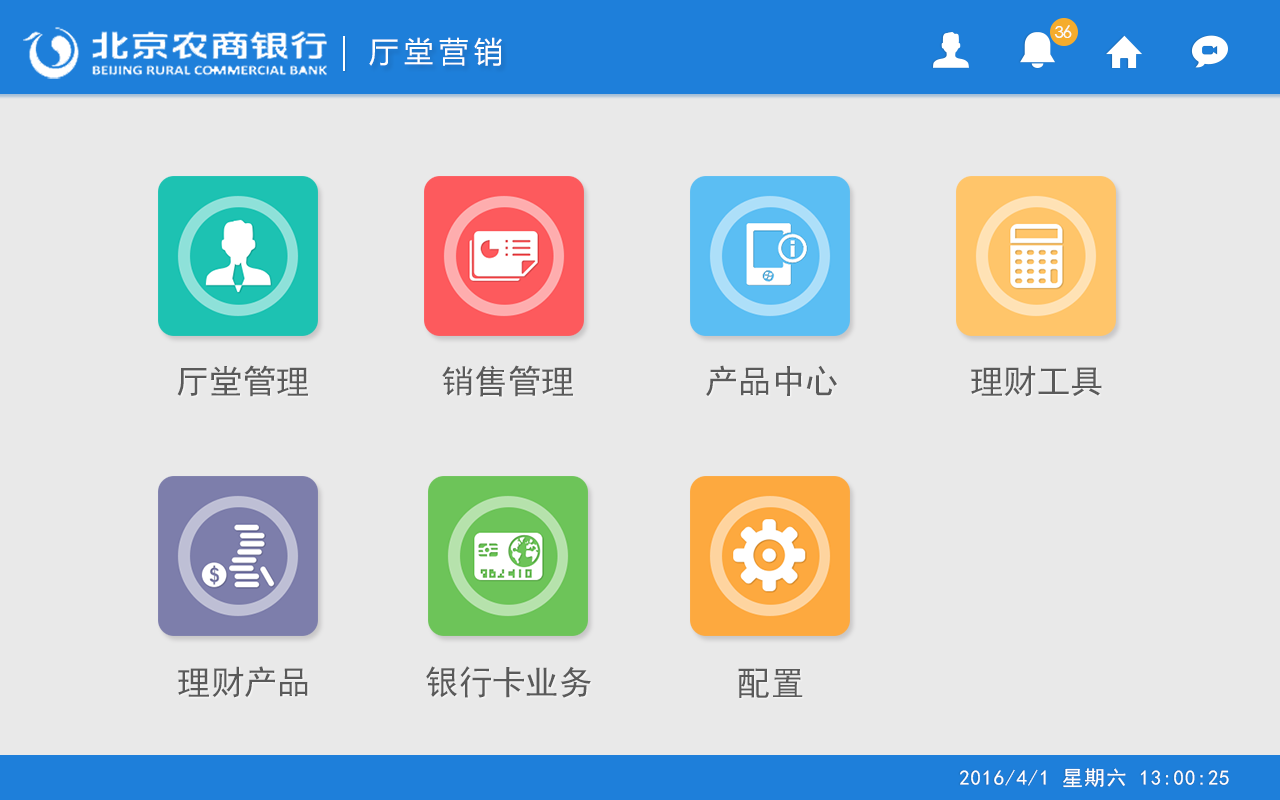 北京农商银行
BEIJING RURAL COMMERCIAL BANK
厅堂营销
36
厅堂管理
销售管理
产品中心
理财工具
$
理财产品
银行卡业务
配置
2016/4/1 星期六 13:00:25